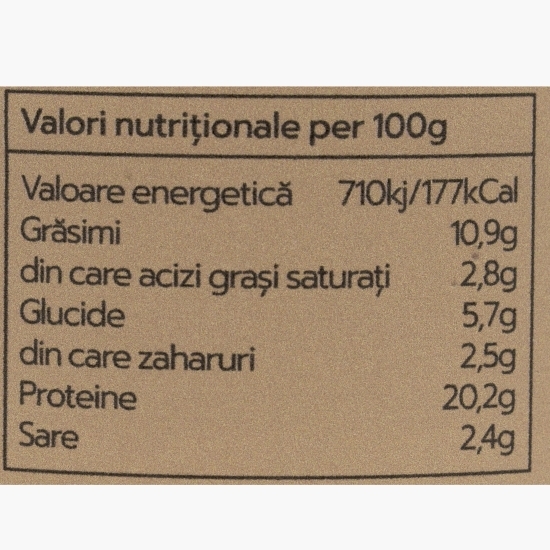 Valori nutriționale per 100g
Valoare energetică 710kj/177kCal
Grăsimi 10,9g
din care acizi grași saturați 2,8g
Glucide 5,7g
din care zaharuri 2,5g
Proteine 20,2g
Sare 2,4g